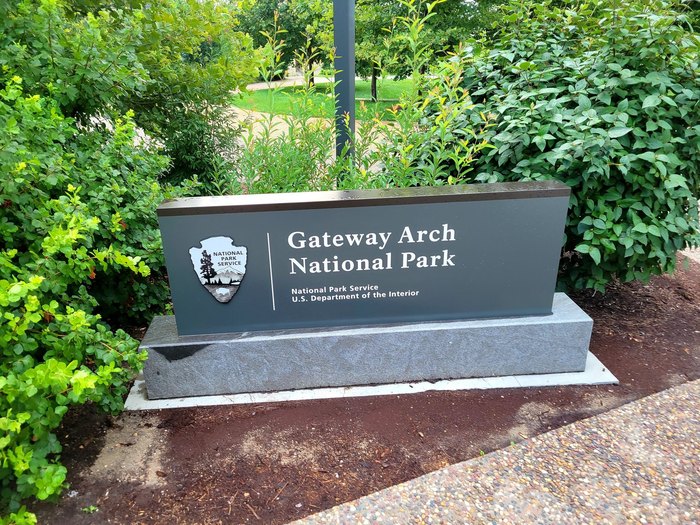 NATIONAL
PARK
SERVICE
Gateway Arch
National Park
National Park Service
U.S. Department of the Interior